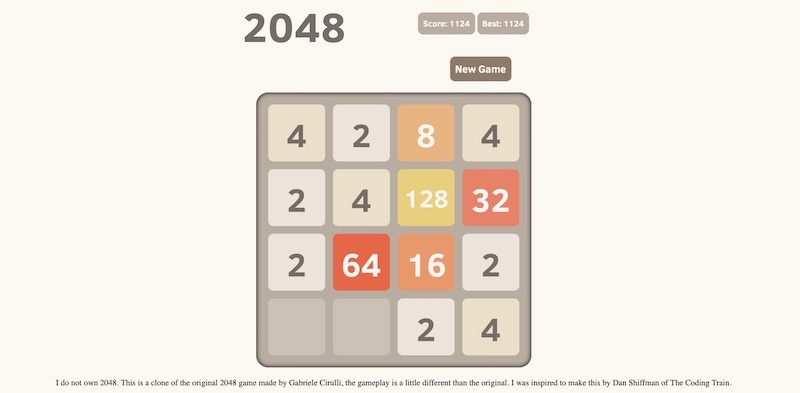 2048
Score: 1124 Best: 1124
New Game
4 2 8 4
2 4 128 32
2 64 16 2
2 4
I do not own 2048. This is a clone of the original 2048 game made by Gabriele Cirulli, the gameplay is a little different than the original. I was inspired to make this by Dan Shiffman of The Coding Train.